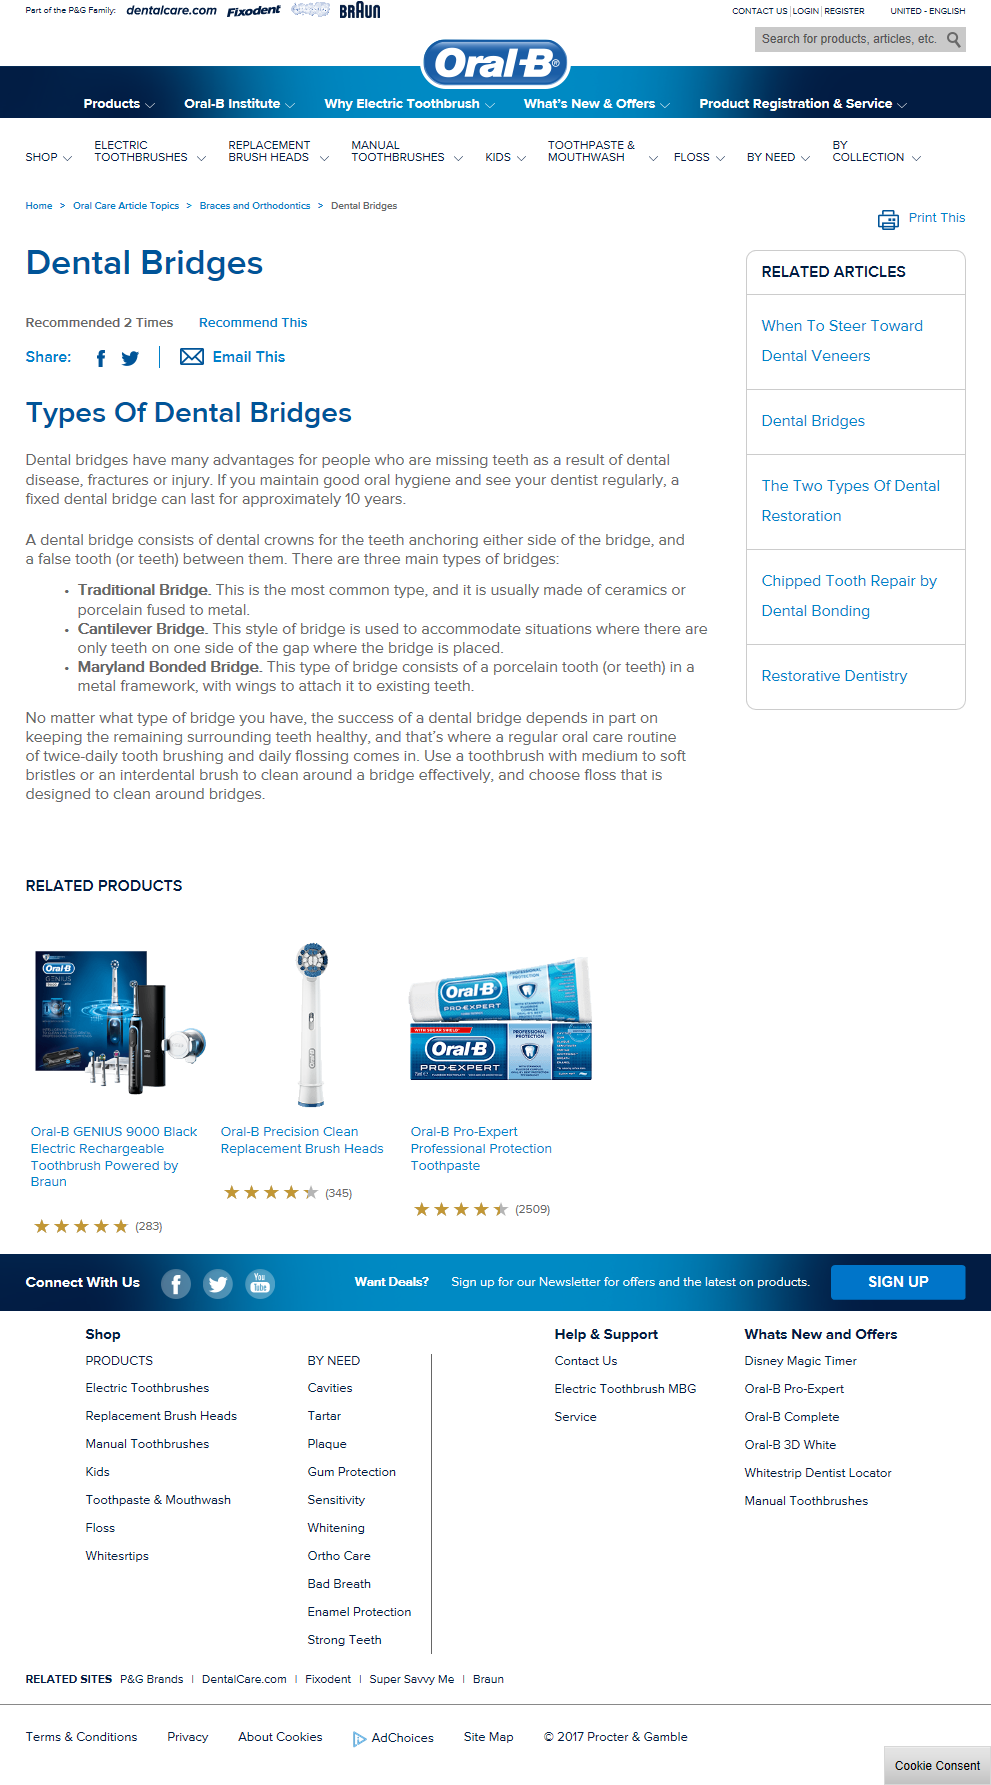 Part of the P&G Family:
dentalcare.com
Fixodent
BRAUN
CONTACT US | LOGIN | REGISTER
UNITED - ENGLISH
Search for products, articles, etc.
Oral-B®
Products
Oral-B Institute
Why Electric Toothbrush
What's New & Offers
Product Registration & Service
SHOP
ELECTRIC
TOOTHBRUSHES
REPLACEMENT
BRUSH HEADS
MANUAL
TOOTHBRUSHES
KIDS
TOOTHPASTE &
MOUTHWASH
FLOSS
BY NEED
BY
COLLECTION
Home > Oral Care Article Topics > Braces and Orthodontics > Dental Bridges
Print This
Dental Bridges
Recommended 2 Times
Recommend This
Share:
Email This
Types Of Dental Bridges
Dental bridges have many advantages for people who are missing teeth as a result of dental
disease, fractures or injury. If you maintain good oral hygiene and see your dentist regularly, a
fixed dental bridge can last for approximately 10 years.
A dental bridge consists of dental crowns for the teeth anchoring either side of the bridge, and
a false tooth (or teeth) between them. There are three main types of bridges:
• Traditional Bridge. This is the most common type, and it is usually made of ceramics or
porcelain fused to metal.
• Cantilever Bridge. This style of bridge is used to accommodate situations where there are
only teeth on one side of the gap where the bridge is placed.
• Maryland Bonded Bridge. This type of bridge consists of a porcelain tooth (or teeth) in a
metal framework, with wings to attach it to existing teeth.
No matter what type of bridge you have, the success of a dental bridge depends in part on
keeping the remaining surrounding teeth healthy, and that's where a regular oral care routine
of twice-daily tooth brushing and daily flossing comes in. Use a toothbrush with medium to soft
bristles or an interdental brush to clean around a bridge effectively, and choose floss that is
designed to clean around bridges.
RELATED ARTICLES
When To Steer Toward
Dental Veneers
Dental Bridges
The Two Types Of Dental
Restoration
Chipped Tooth Repair by
Dental Bonding
Restorative Dentistry
RELATED PRODUCTS
Oral-B
GENIUS
Oral-B
PRO-EXPERT
PROFESSIONAL
PROTECTION
Oral-B
PRO-EXPERT
Oral-B GENIUS 9000 Black
Electric Rechargeable
Toothbrush Powered by
Braun
(283)
Oral-B Precision Clean
Replacement Brush Heads
(345)
Oral-B Pro-Expert
Professional Protection
Toothpaste
(2509)
Connect With Us
You
Tube
Want Deals?
Sign up for our Newsletter for offers and the latest on products.
SIGN UP
Shop
PRODUCTS
Electric Toothbrushes
Replacement Brush Heads
Manual Toothbrushes
Kids
Toothpaste & Mouthwash
Floss
Whitesrtips
BY NEED
Cavities
Tartar
Plaque
Gum Protection
Sensitivity
Whitening
Ortho Care
Bad Breath
Enamel Protection
Strong Teeth
Help & Support
Contact Us
Electric Toothbrush MBG
Service
Whats New and Offers
Disney Magic Timer
Oral-B Pro-Expert
Oral-B Complete
Oral-B 3D White
Whitestrip Dentist Locator
Manual Toothbrushes
RELATED SITES P&G Brands | DentalCare.com | Fixodent | Super Savvy Me | Braun
Terms & Conditions
Privacy
About Cookies
AdChoices
Site Map
© 2017 Procter & Gamble
Cookie Consent